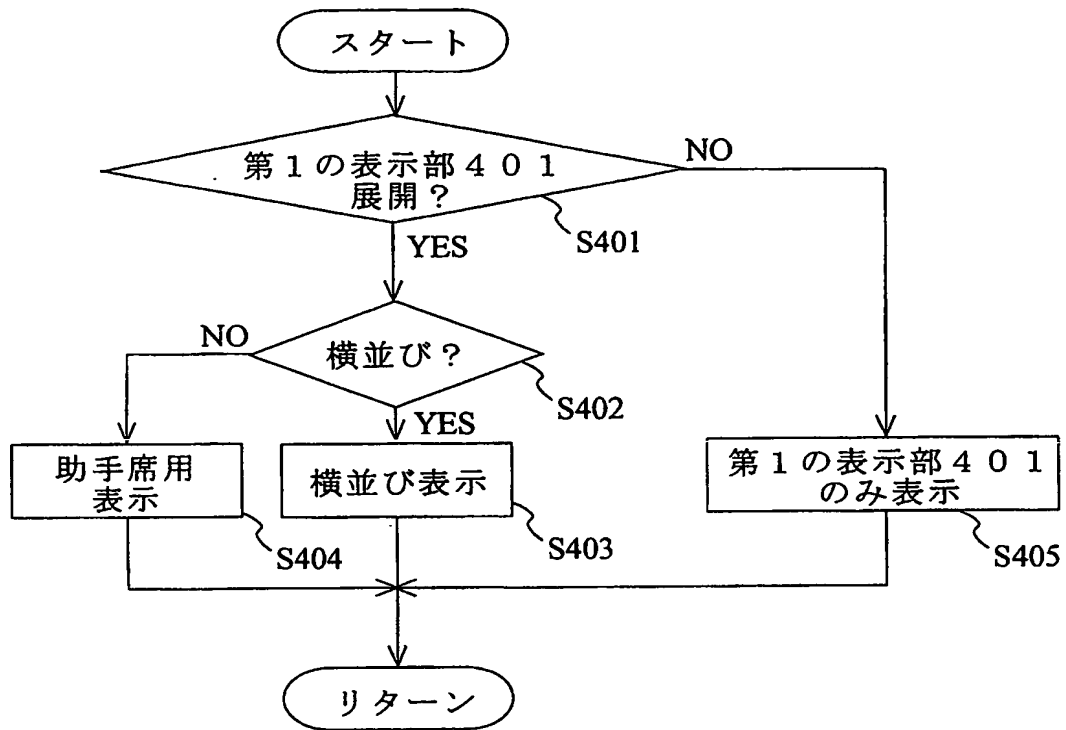 スタート
第１の表示部４０１
展開？
NO
S401
YES
NO
横並び？
S402
YES
助手席用
表示
S404
横並び表示
S403
第１の表示部４０１
のみ表示
S405
リターン